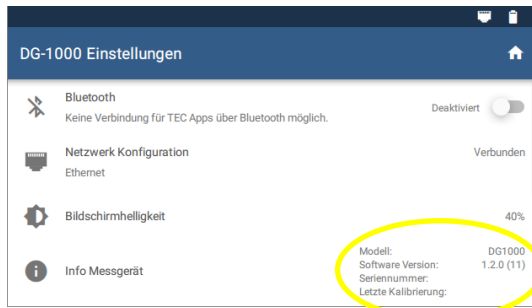 DG-1000 Einstellungen
Bluetooth
Keine Verbindung für TEC Apps über Bluetooth möglich.
Deaktiviert
Netzwerk Konfiguration
Ethernet
Verbunden
Bildschirmhelligkeit
40%
Info Messgerät
Modell: DG1000
Software Version: 1.2.0 (11)
Seriennummer:
Letzte Kalibrierung: